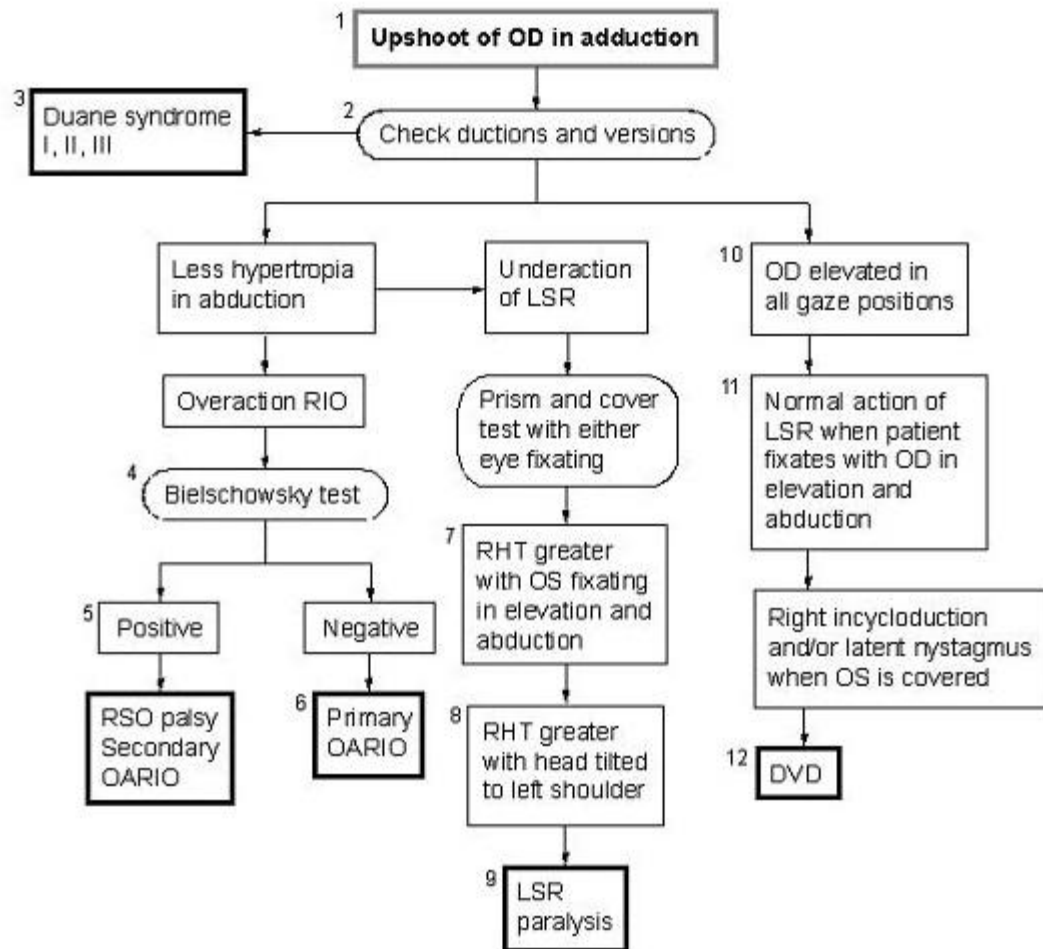 1
Upshoot of OD in adduction
3
Duane syndrome
I, II, III
2
Check ductions and versions
Less hypertropia
in abduction
Underaction
of LSR
10
OD elevated in
all gaze positions
Overaction RIO
Prism and cover
test with either
eye fixating
11
Normal action of
LSR when patient
fixates with OD in
elevation and
abduction
4
Bielschowsky test
7
RHT greater
with OS fixating
in elevation and
abduction
5
Positive
Negative
Right incycloduction
and/or latent nystagmus
when OS is covered
RSO palsy
Secondary
OARIO
6
Primary
OARIO
8
RHT greater
with head tilted
to left shoulder
12
DVD
9
LSR
paralysis